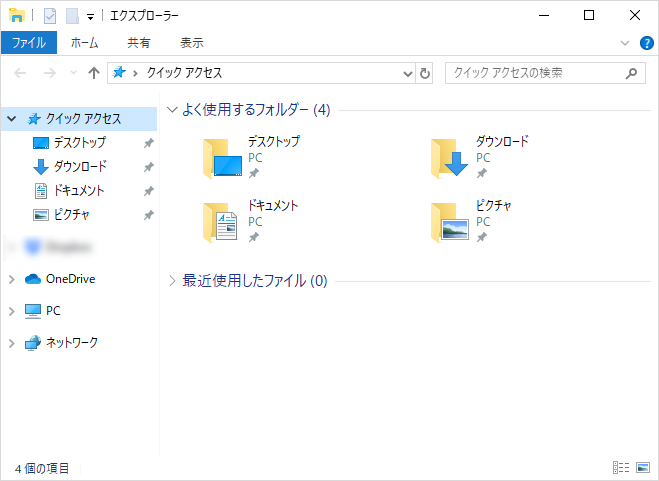 エクスプローラー
ファイル ホーム 共有 表示
クイック アクセス
クイック アクセスの検索
クイック アクセス
デスクトップ
ダウンロード
ドキュメント
ピクチャ
OneDrive
PC
ネットワーク
よく使用するフォルダー (4)
デスクトップ
PC
ダウンロード
PC
ドキュメント
PC
ピクチャ
PC
最近使用したファイル (0)
4 個の項目